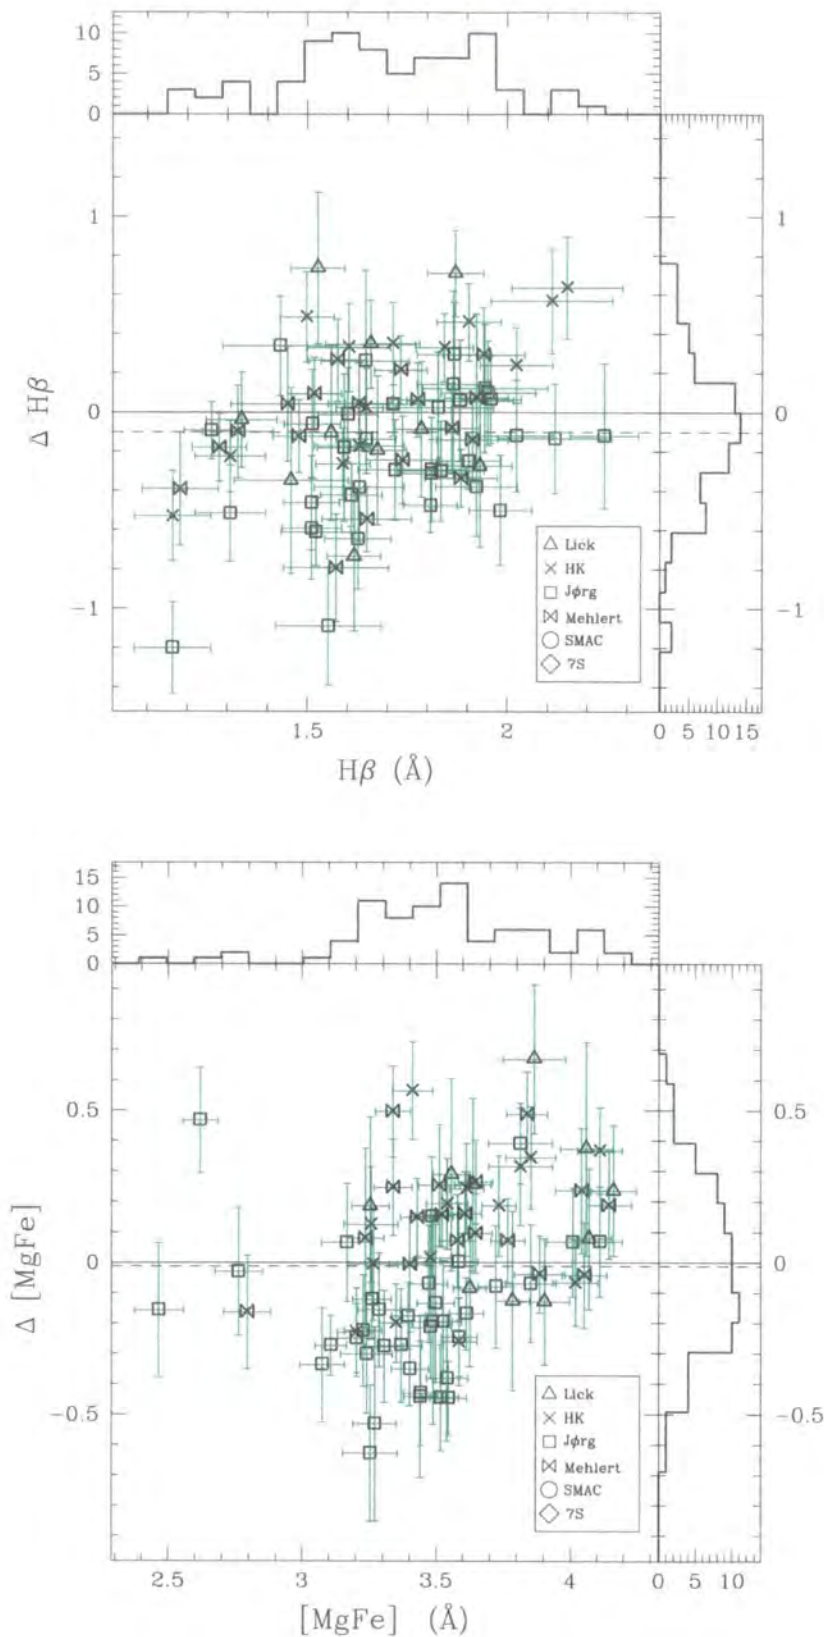 10
5
0
1
0
-1
1
0
-1
Δ Hβ
△ Lick
× HK
□ Jørg
⋈ Mehlert
○ SMAC
◇ 7S
1.5
2
0 5 10 15
Hβ (Å)
15
10
5
0
0.5
0
-0.5
0.5
0
-0.5
Δ [MgFe]
△ Lick
× HK
□ Jørg
⋈ Mehlert
○ SMAC
◇ 7S
2.5
3
3.5
4
0 5 10
[MgFe] (Å)